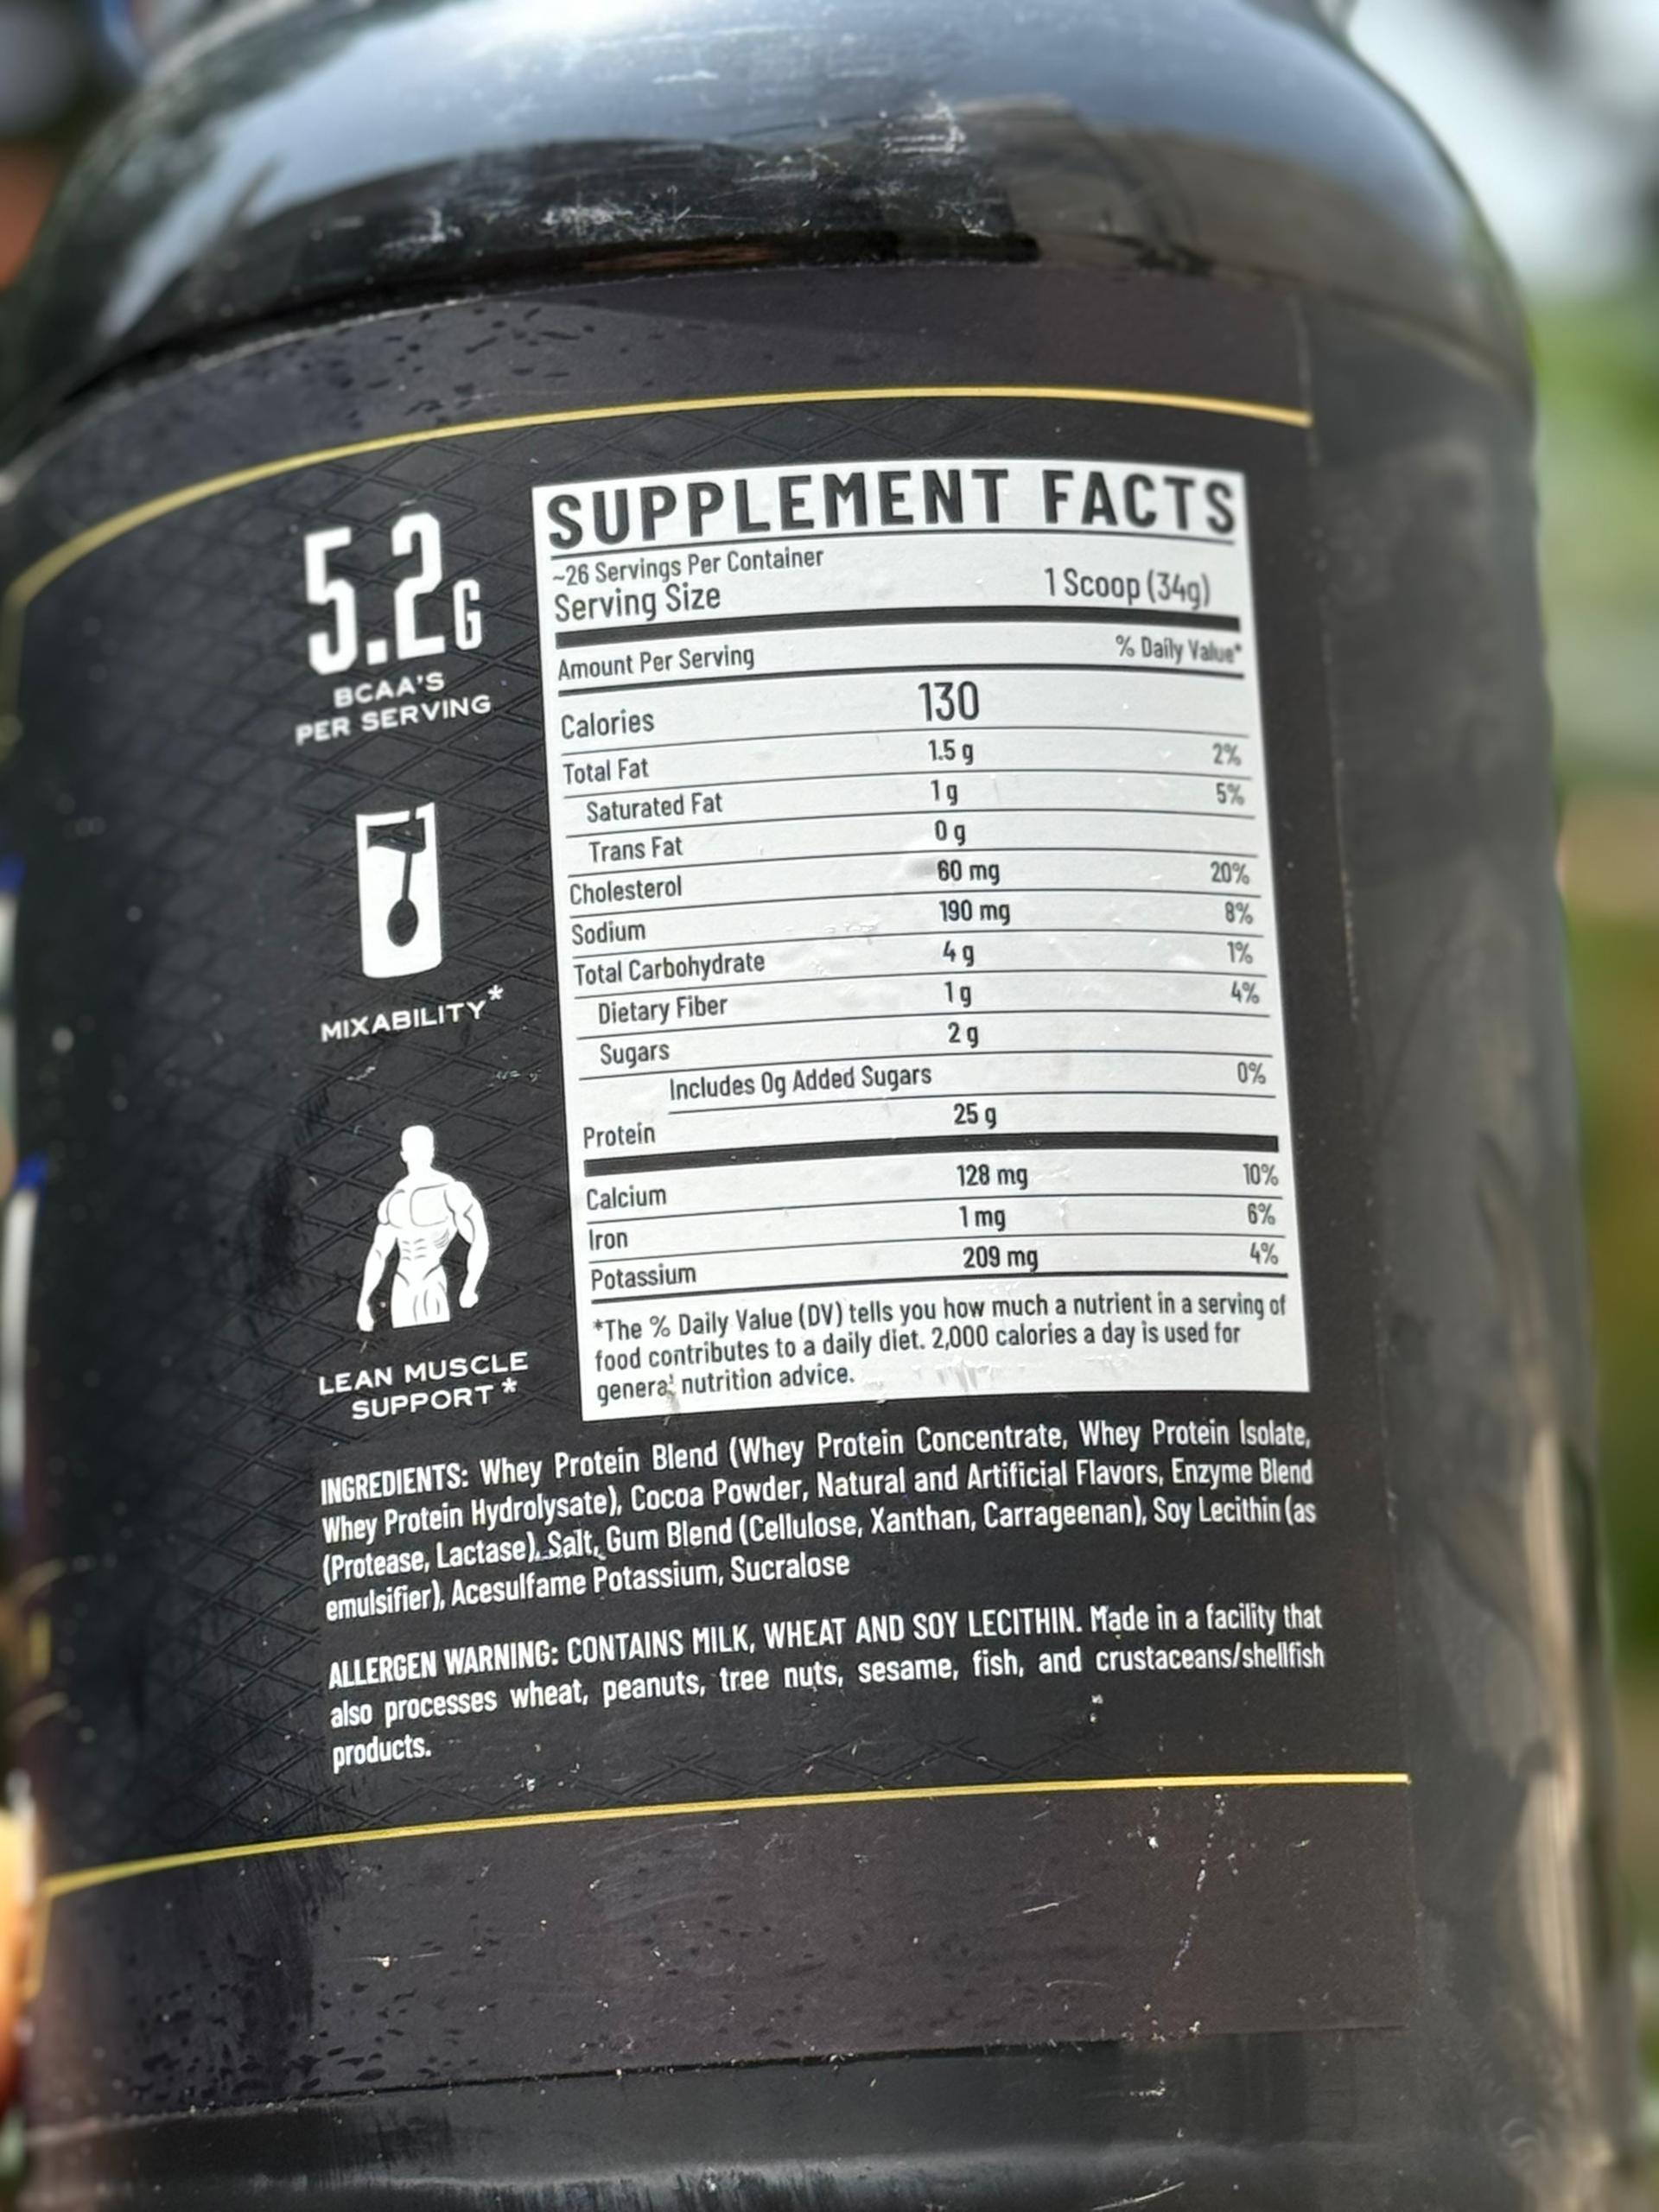 5.2G
BCAA'S
PER SERVING
MIXABILITY*
LEAN MUSCLE
SUPPORT*
SUPPLEMENT FACTS
~26 Servings Per Container
Serving Size 1 Scoop (34g)
Amount Per Serving % Daily Value*
Calories 130
Total Fat 1.5 g 2%
Saturated Fat 1 g 5%
Trans Fat 0 g
Cholesterol 60 mg 20%
Sodium 190 mg 8%
Total Carbohydrate 4 g 1%
Dietary Fiber 1 g 4%
Sugars 2 g
Includes 0g Added Sugars 0%
Protein 25 g
Calcium 128 mg 10%
Iron 1 mg 6%
Potassium 209 mg 4%
*The % Daily Value (DV) tells you how much a nutrient in a serving of
food contributes to a daily diet. 2,000 calories a day is used for
general nutrition advice.
INGREDIENTS: Whey Protein Blend (Whey Protein Concentrate, Whey Protein Isolate,
Whey Protein Hydrolysate), Cocoa Powder, Natural and Artificial Flavors, Enzyme Blend
(Protease, Lactase), Salt, Gum Blend (Cellulose, Xanthan, Carrageenan), Soy Lecithin (as
emulsifier), Acesulfame Potassium, Sucralose
ALLERGEN WARNING: CONTAINS MILK, WHEAT AND SOY LECITHIN. Made in a facility that
also processes wheat, peanuts, tree nuts, sesame, fish, and crustaceans/shellfish
products.